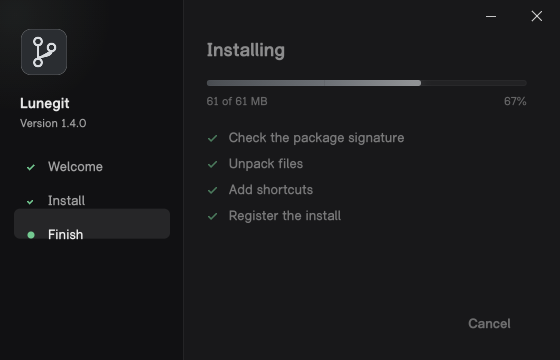 Lunegit
Version 1.4.0
Welcome
Install
Finish
Installing
61 of 61 MB
67%
Check the package signature
Unpack files
Add shortcuts
Register the install
Cancel